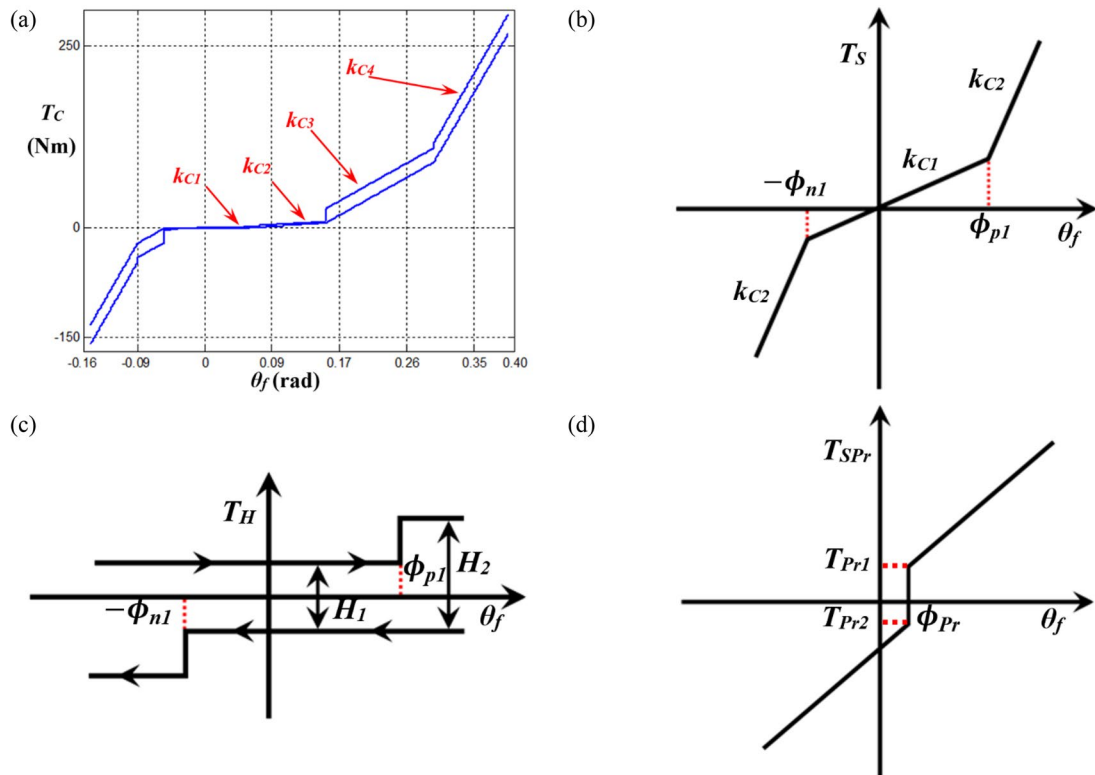 (a)
250
T_C
(Nm)
k_C4
k_C3
k_C1
k_C2
0
-150
-0.16 -0.09 0 0.09 0.17 0.26 0.35 0.40
θ_f (rad)
(b)
T_S
k_C2
k_C1
−ϕ_n1
ϕ_p1
θ_f
k_C2
(c)
T_H
ϕ_p1
H_2
−ϕ_n1
H_1
θ_f
(d)
T_SPr
T_Pr1
T_Pr2
ϕ_Pr
θ_f